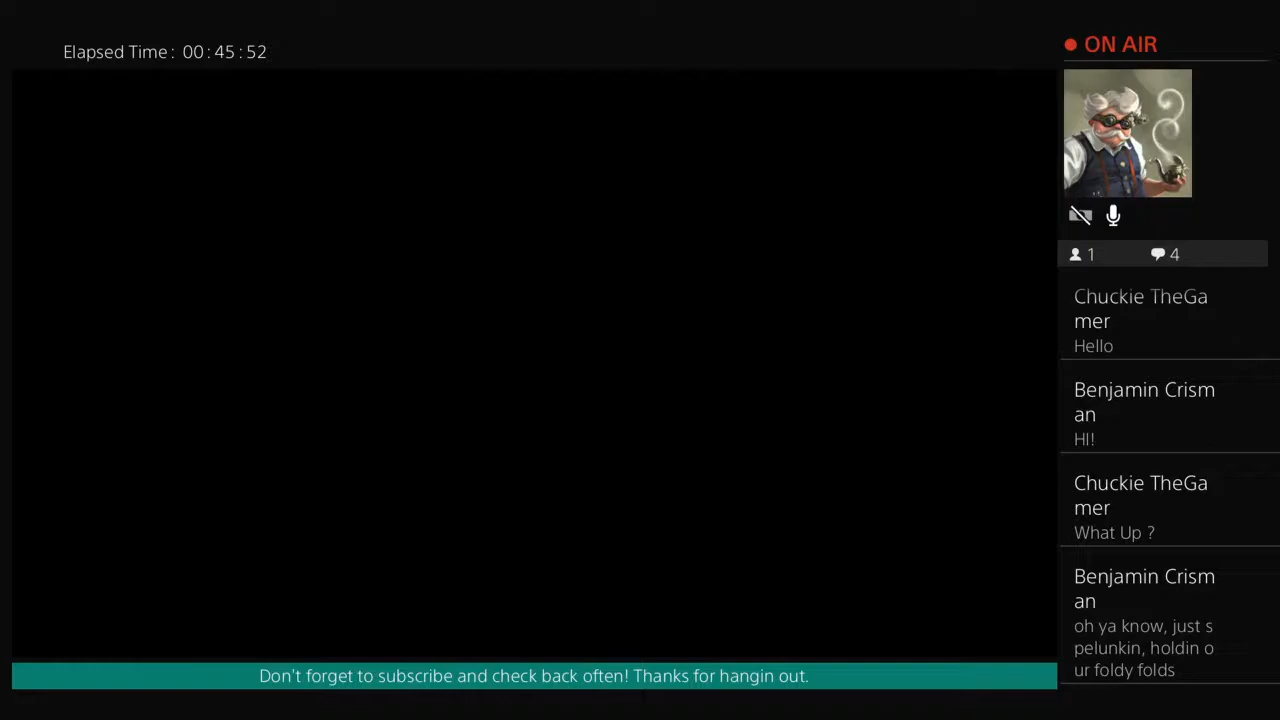 Elapsed Time: 00:45:52
ON AIR
1 4
Chuckie TheGa
mer
Hello
Benjamin Crism
an
HI!
Chuckie TheGa
mer
What Up ?
Benjamin Crism
an
oh ya know, just s
pelunkin, holdin o
ur foldy folds
Don't forget to subscribe and check back often! Thanks for hangin out.